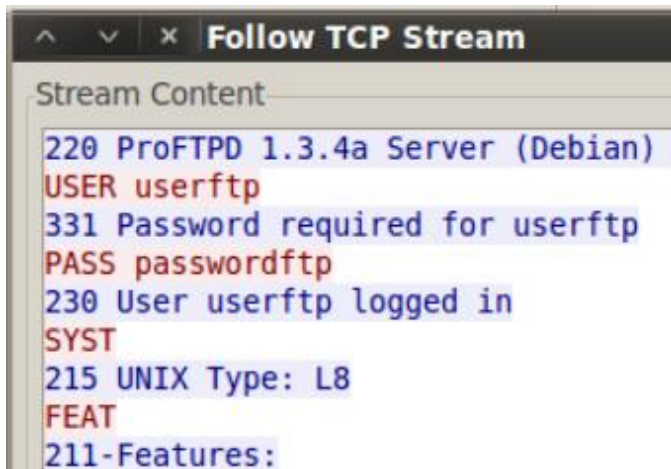 Follow TCP Stream
Stream Content
220 ProFTPD 1.3.4a Server (Debian)
USER userftp
331 Password required for userftp
PASS passwordftp
230 User userftp logged in
SYST
215 UNIX Type: L8
FEAT
211-Features: